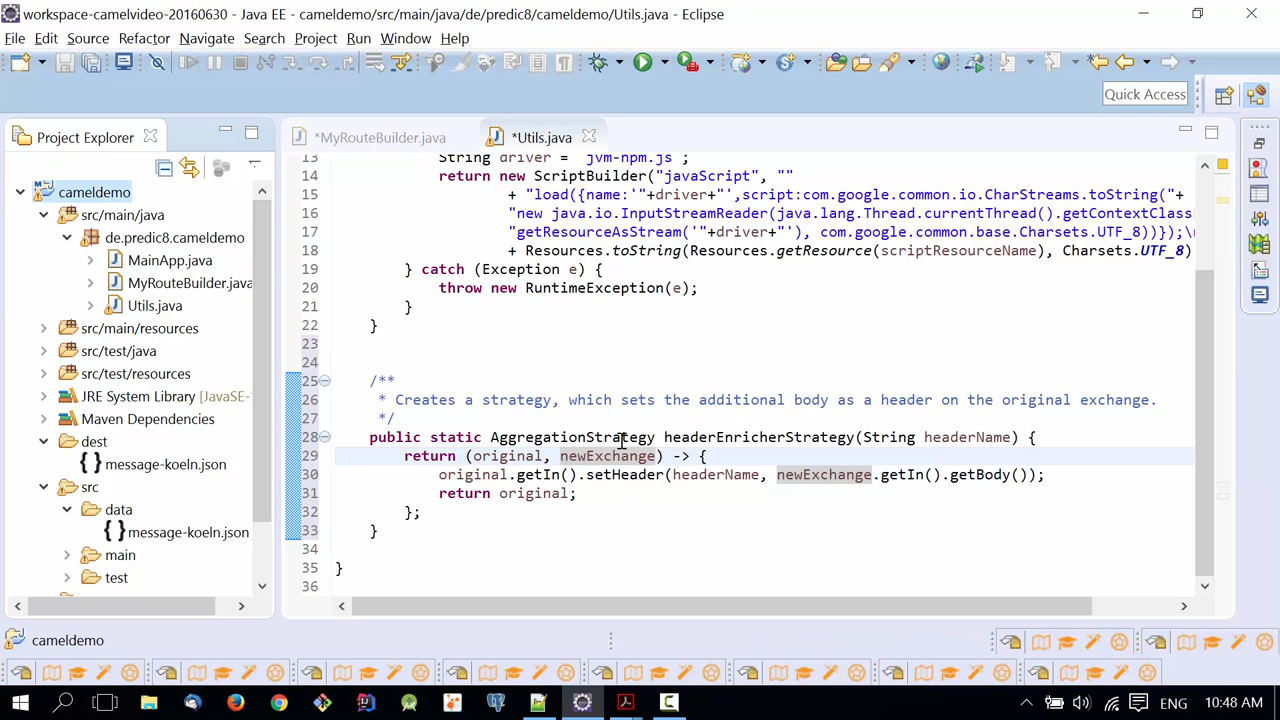 workspace-camelvideo-20160630 - Java EE - cameldemo/src/main/java/de/predic8/cameldemo/Utils.java - Eclipse
File Edit Source Refactor Navigate Search Project Run Window Help
Quick Access
Project Explorer
*MyRouteBuilder.java
*Utils.java
cameldemo
src/main/java
de.predic8.cameldemo
MainApp.java
MyRouteBuilder.java
Utils.java
src/main/resources
src/test/java
src/test/resources
JRE System Library [JavaSE-
Maven Dependencies
dest
message-koeln.json
src
data
message-koeln.json
main
test
13 String driver = "jvm-npm.js";
14 return new ScriptBuilder("javaScript", ""
15 + "load({name:'"+driver+"',script:com.google.common.io.CharStreams.toString("+
16 "new java.io.InputStreamReader(java.lang.Thread.currentThread().getContextClass
17 "getResourceAsStream('"+driver+"'), com.google.common.base.Charsets.UTF_8))});\
18 + Resources.toString(Resources.getResource(scriptResourceName), Charsets.UTF_8)
19 } catch (Exception e) {
20 throw new RuntimeException(e);
21 }
22 }
23
24
25 /**
26 * Creates a strategy, which sets the additional body as a header on the original exchange.
27 */
28 public static AggregationStrategy headerEnricherStrategy(String headerName) {
29 return (original, newExchange) -> {
30 original.getIn().setHeader(headerName, newExchange.getIn().getBody());
31 return original;
32 };
33 }
34
35 }
36
cameldemo
ENG
10:48 AM